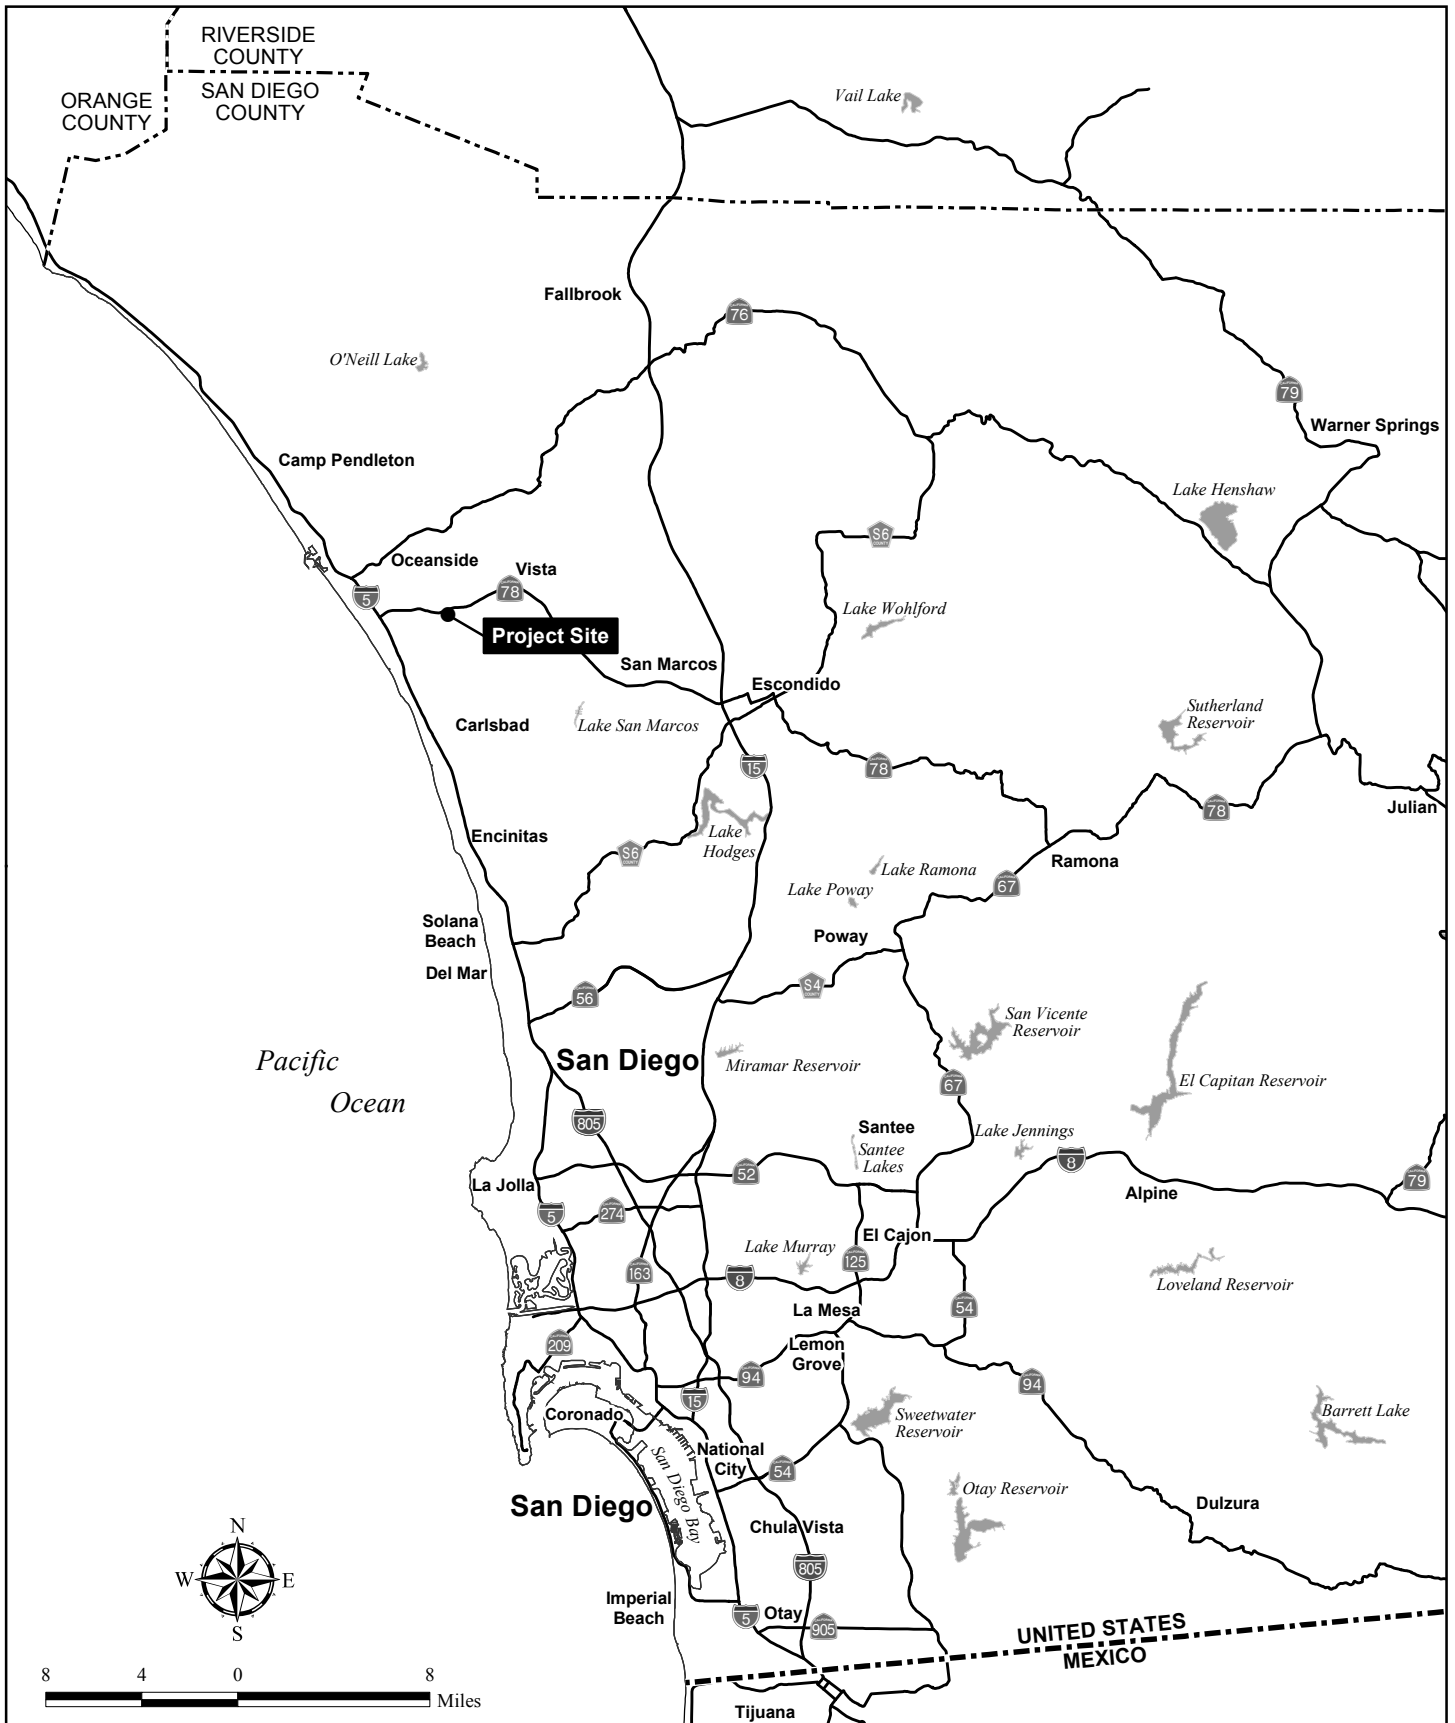 RIVERSIDE
COUNTY
ORANGE
COUNTY
SAN DIEGO
COUNTY
Vail Lake
Fallbrook
76
O'Neill Lake
79
Warner Springs
Camp Pendleton
Lake Henshaw
S6
COUNTY
Oceanside
Vista
78
5
Lake Wohlford
Project Site
San Marcos
Escondido
Carlsbad
Lake San Marcos
Sutherland
Reservoir
15
78
78
Julian
Encinitas
Lake
Hodges
S6
COUNTY
Ramona
Lake Ramona
Lake Poway
67
Solana
Beach
Poway
Del Mar
56
S4
COUNTY
San Vicente
Reservoir
Pacific
Ocean
San Diego
Miramar Reservoir
67
El Capitan Reservoir
805
Santee
Santee
Lakes
Lake Jennings
8
52
79
La Jolla
Alpine
5
274
El Cajon
Lake Murray
125
163
8
Loveland Reservoir
La Mesa
54
209
Lemon
Grove
94
94
15
Coronado
Sweetwater
Reservoir
Barrett Lake
National
City
54
San Diego Bay
Otay Reservoir
San Diego
Dulzura
Chula Vista
805
N
W
E
S
Imperial
Beach
5
Otay
905
UNITED STATES
MEXICO
8
4
0
8
Miles
Tijuana